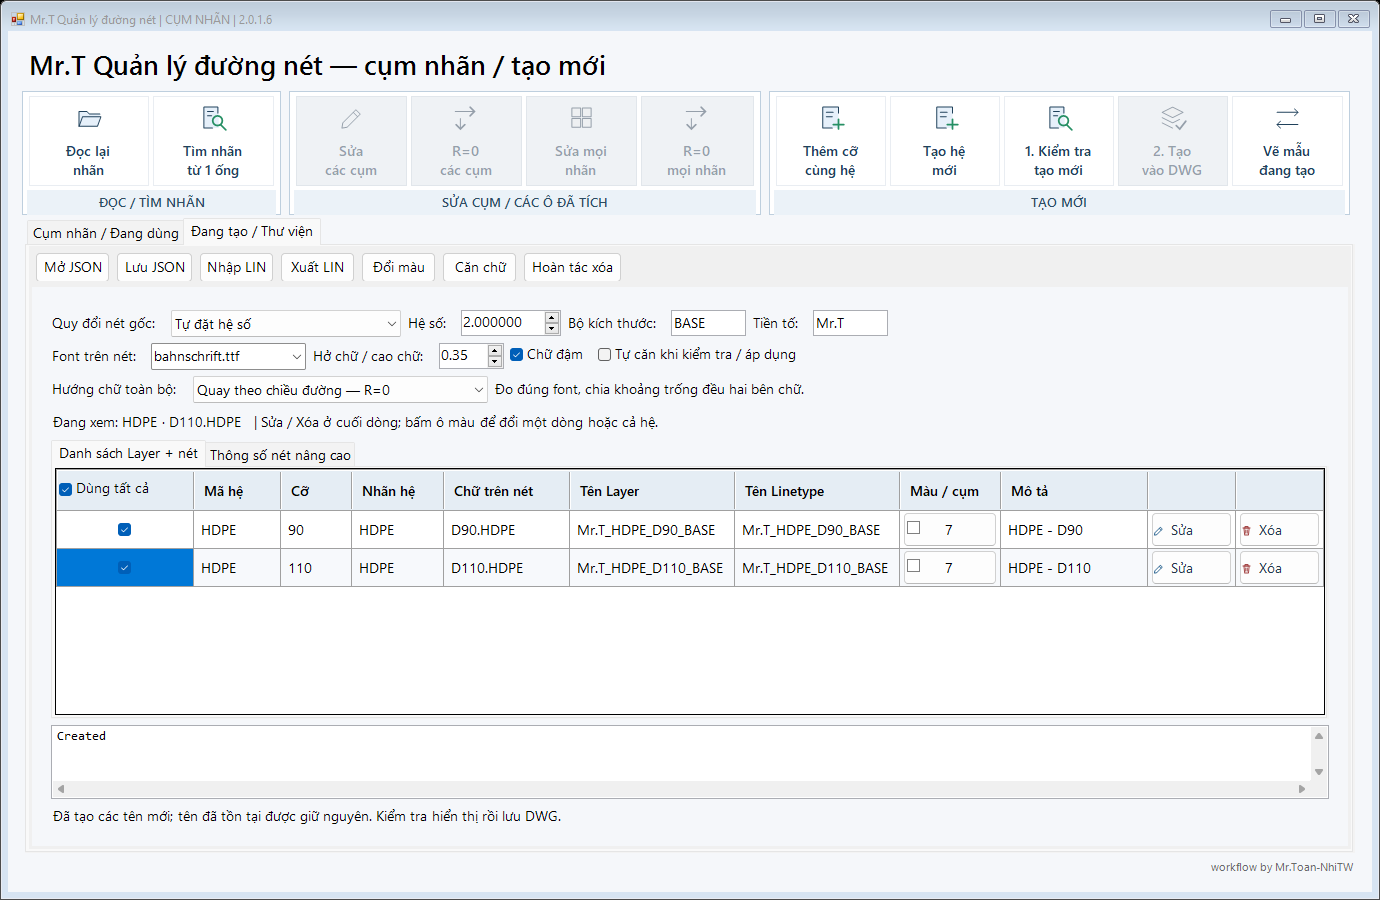 Mr.T Quản lý đường nét | CỤM NHÃN | 2.0.1.6
Mr.T Quản lý đường nét — cụm nhãn / tạo mới
Đọc lại nhãn
Tìm nhãn từ 1 ống
Sửa các cụm
R=0 các cụm
Sửa mọi nhãn
R=0 mọi nhãn
Thêm cỡ cùng hệ
Tạo hệ mới
1. Kiểm tra tạo mới
2. Tạo vào DWG
Vẽ mẫu đang tạo
ĐỌC / TÌM NHÃN
SỬA CỤM / CÁC Ô ĐÃ TÍCH
TẠO MỚI
Cụm nhãn / Đang dùng
Đang tạo / Thư viện
Mở JSON
Lưu JSON
Nhập LIN
Xuất LIN
Đổi màu
Căn chữ
Hoàn tác xóa
Quy đổi nét gốc: Tự đặt hệ số Hệ số: 2.000000 Bộ kích thước: BASE Tiền tố: Mr.T
Font trên nét: bahnschrift.ttf Hở chữ / cao chữ: 0.35 Chữ đậm Tự căn khi kiểm tra / áp dụng
Hướng chữ toàn bộ: Quay theo chiều đường — R=0 Đo đúng font, chia khoảng trống đều hai bên chữ.
Đang xem: HDPE · D110.HDPE | Sửa / Xóa ở cuối dòng; bấm ô màu để đổi một dòng hoặc cả hệ.
Danh sách Layer + nét
Thông số nét nâng cao
Dùng tất cả Mã hệ Cỡ Nhãn hệ Chữ trên nét Tên Layer Tên Linetype Màu / cụm Mô tả
HDPE 90 HDPE D90.HDPE Mr.T_HDPE_D90_BASE Mr.T_HDPE_D90_BASE 7 HDPE - D90 Sửa Xóa
HDPE 110 HDPE D110.HDPE Mr.T_HDPE_D110_BASE Mr.T_HDPE_D110_BASE 7 HDPE - D110 Sửa Xóa
Created
Đã tạo các tên mới; tên đã tồn tại được giữ nguyên. Kiểm tra hiển thị rồi lưu DWG.
workflow by Mr.Toan-NhiTW